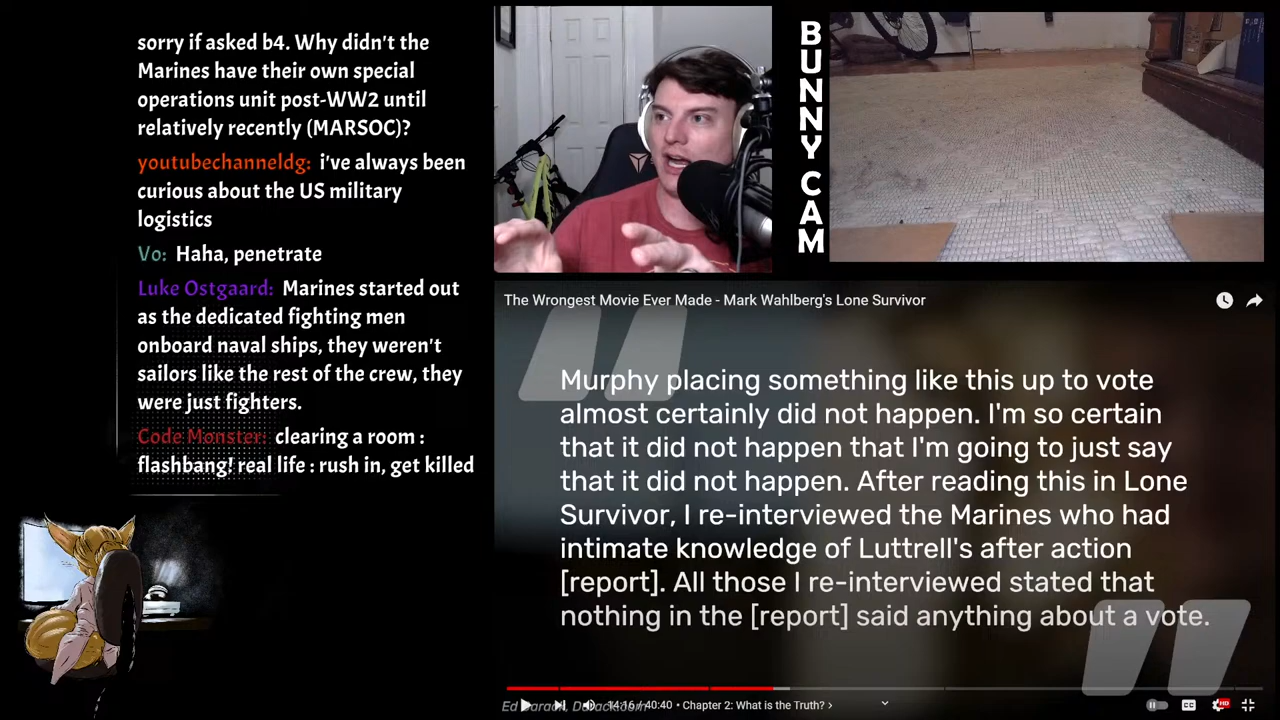 sorry if asked b4. Why didn't the
Marines have their own special
operations unit post-WW2 until
relatively recently (MARSOC)?
youtubechanneldg: i've always been
curious about the US military
logistics
Vo: Haha, penetrate
Luke Ostgaard: Marines started out
as the dedicated fighting men
onboard naval ships, they weren't
sailors like the rest of the crew, they
were just fighters.
Code Monster: clearing a room :
flashbang! real life : rush in, get killed
BUNNY CAM
The Wrongest Movie Ever Made - Mark Wahlberg's Lone Survivor
Murphy placing something like this up to vote
almost certainly did not happen. I'm so certain
that it did not happen that I'm going to just say
that it did not happen. After reading this in Lone
Survivor, I re-interviewed the Marines who had
intimate knowledge of Luttrell's after action
[report]. All those I re-interviewed stated that
nothing in the [report] said anything about a vote.
Ed
14:16 / 40:40 • Chapter 2: What is the Truth? ›
CC
HD